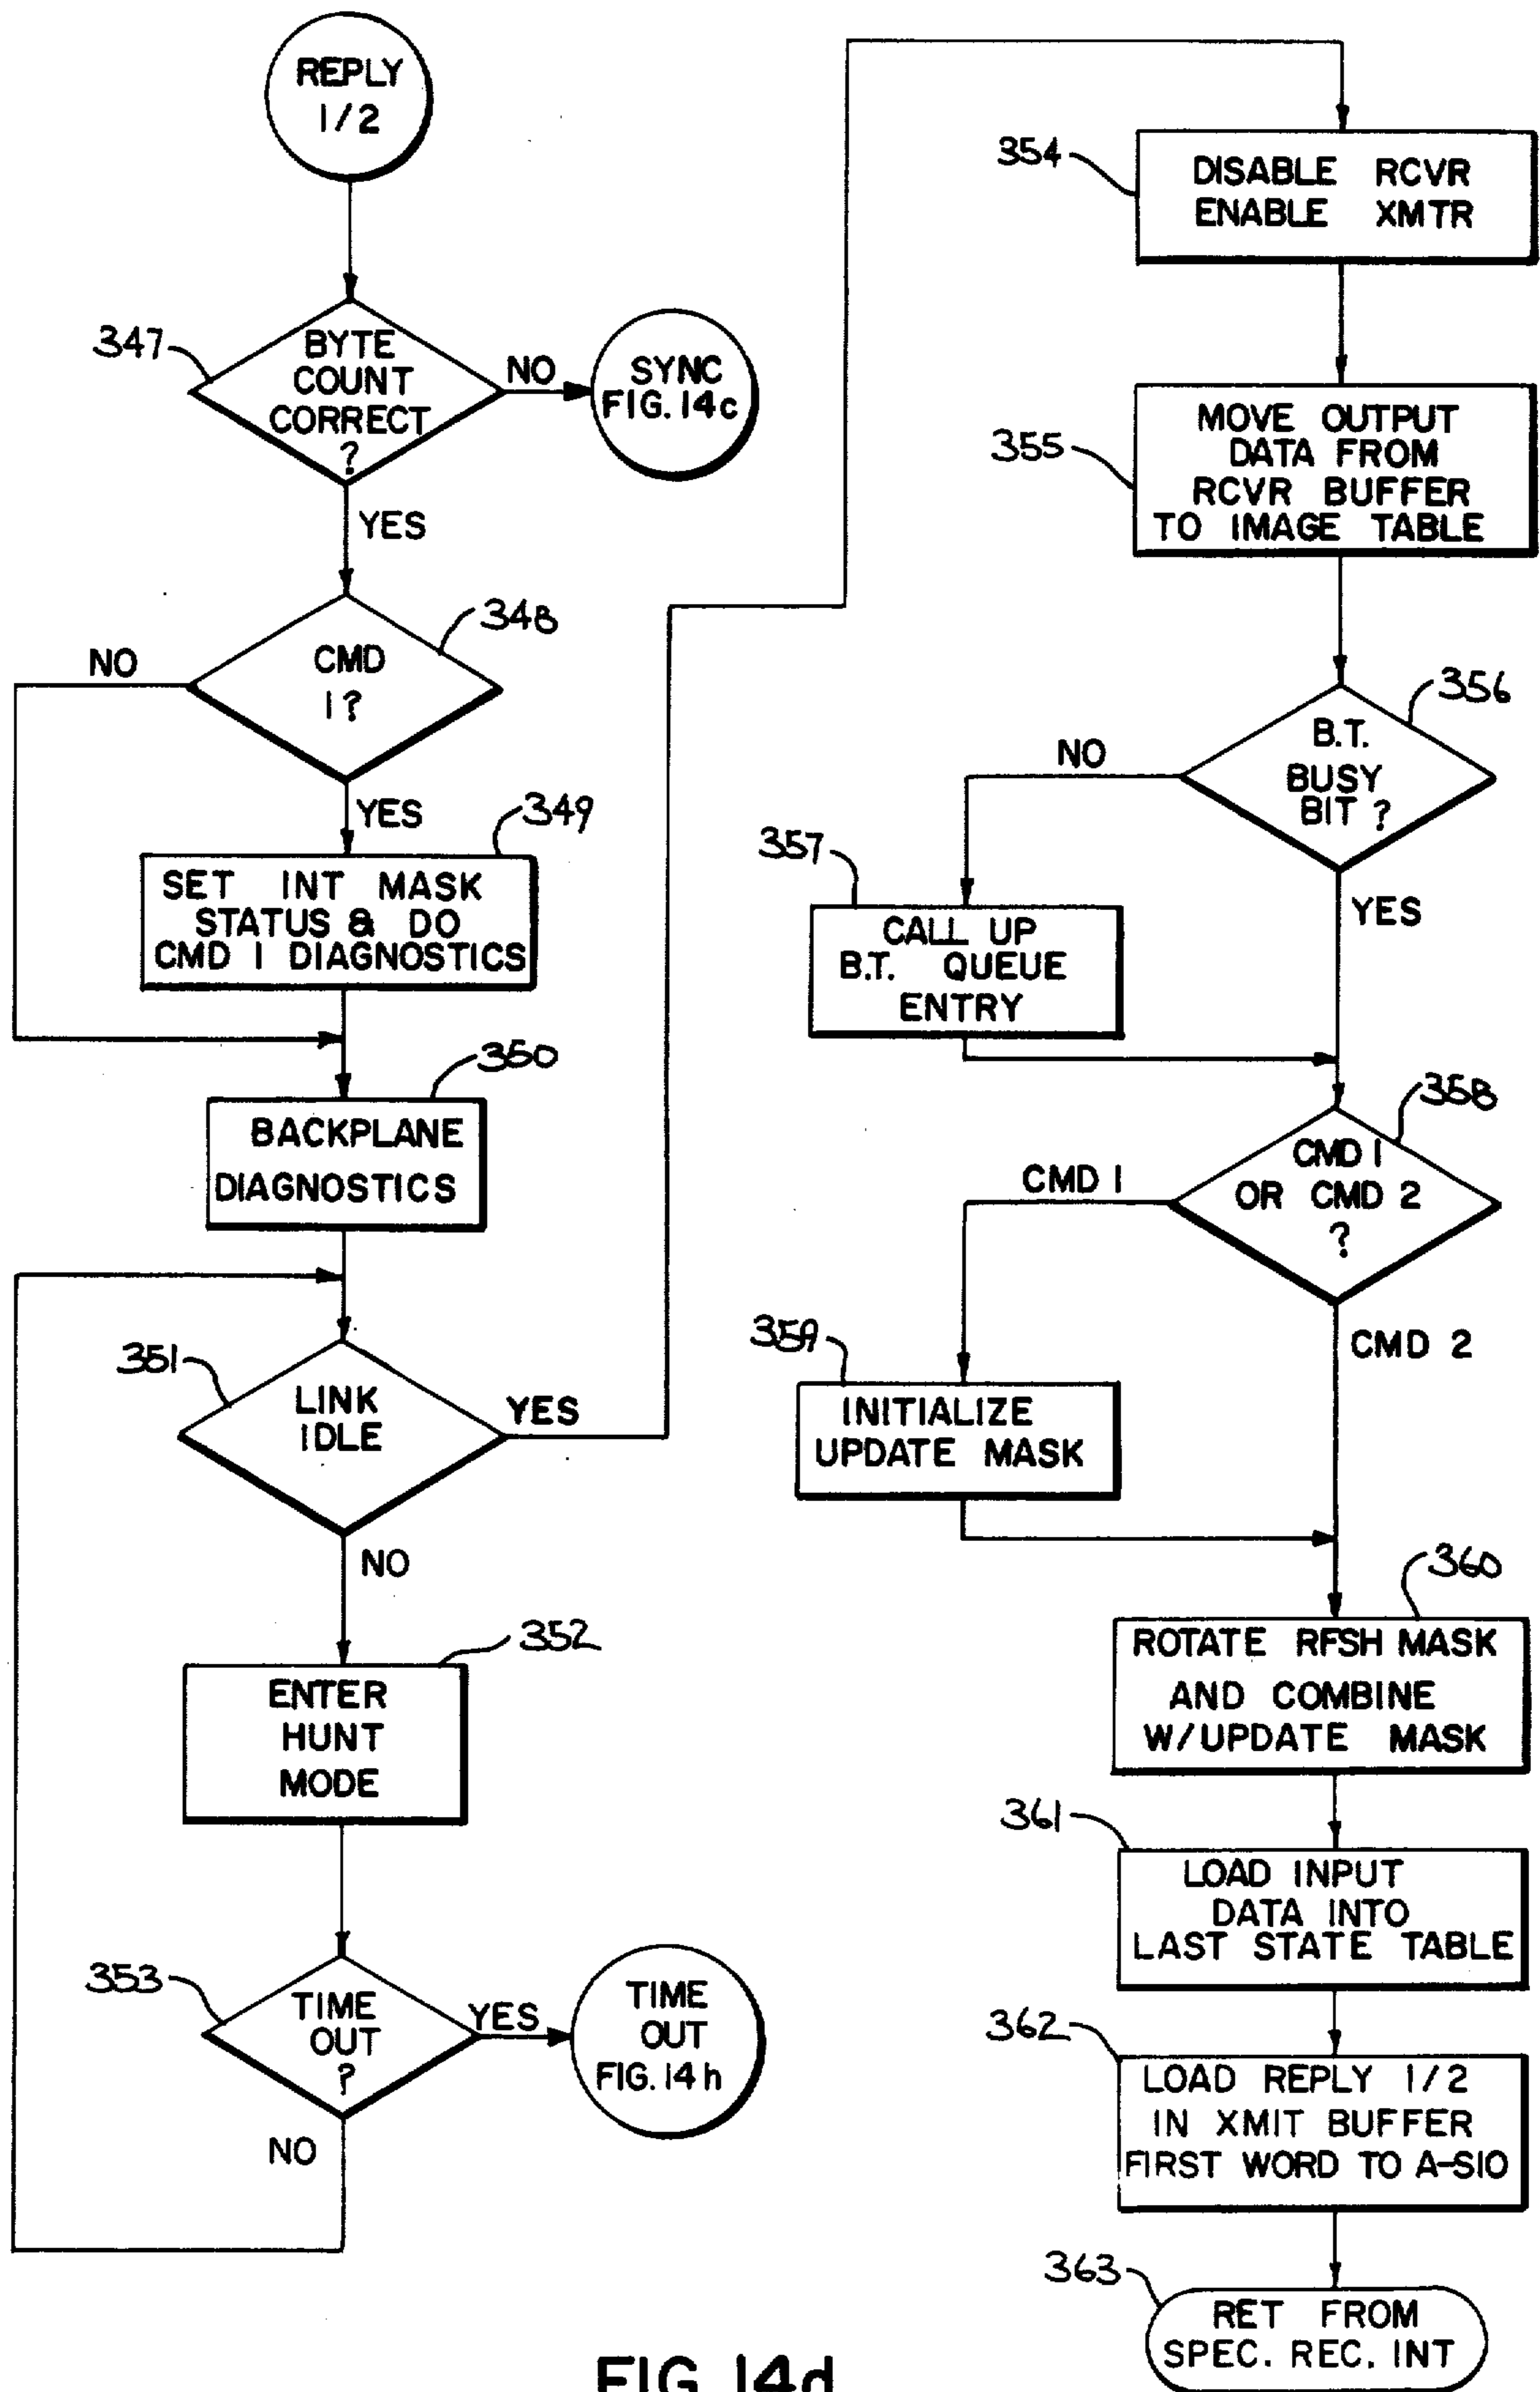 REPLY
1/2
347
BYTE
COUNT
CORRECT
?
NO
SYNC
FIG. 14c
YES
348
CMD
1?
NO
YES
349
SET INT MASK
STATUS & DO
CMD 1 DIAGNOSTICS
350
BACKPLANE
DIAGNOSTICS
351
LINK
IDLE
YES
NO
352
ENTER
HUNT
MODE
353
TIME
OUT
?
YES
TIME
OUT
FIG. 14h
NO
354
DISABLE RCVR
ENABLE XMTR
355
MOVE OUTPUT
DATA FROM
RCVR BUFFER
TO IMAGE TABLE
356
B.T.
BUSY
BIT ?
NO
YES
357
CALL UP
B.T. QUEUE
ENTRY
358
CMD 1
OR CMD 2
?
CMD 1
CMD 2
359
INITIALIZE
UPDATE MASK
360
ROTATE RFSH MASK
AND COMBINE
W/UPDATE MASK
361
LOAD INPUT
DATA INTO
LAST STATE TABLE
362
LOAD REPLY 1/2
IN XMIT BUFFER
FIRST WORD TO A-SIO
363
RET FROM
SPEC. REC. INT
FIG. 14d